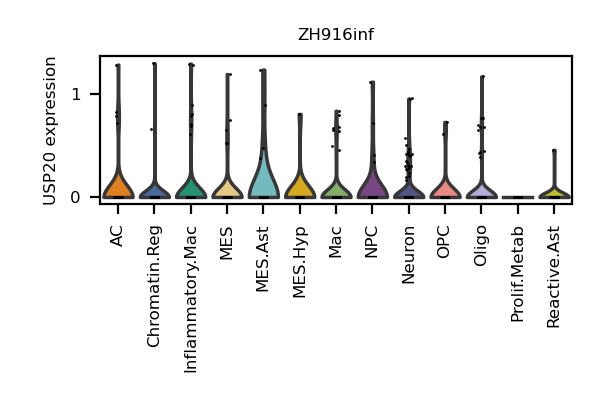 ZH916inf
USP20 expression
1
0
AC
Chromatin.Reg
Inflammatory.Mac
MES
MES.Ast
MES.Hyp
Mac
NPC
Neuron
OPC
Oligo
Prolif.Metab
Reactive.Ast